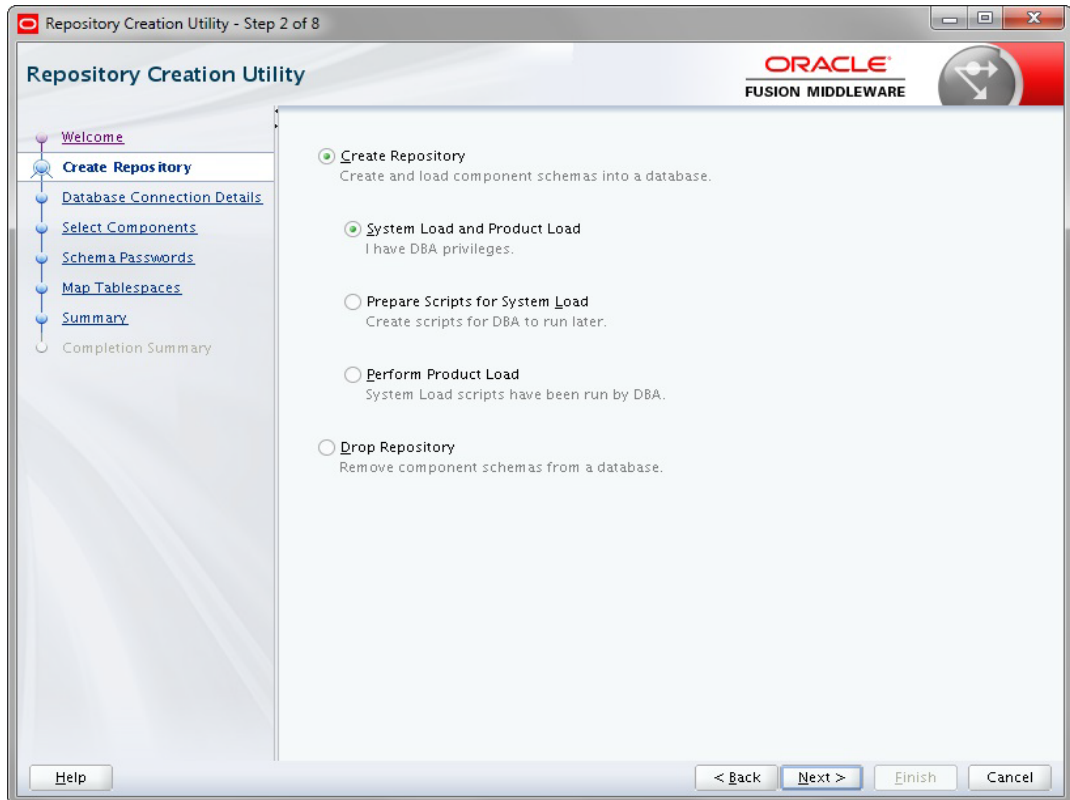 Repository Creation Utility - Step 2 of 8
Repository Creation Utility
ORACLE
FUSION MIDDLEWARE
Welcome
Create Repository
Database Connection Details
Select Components
Schema Passwords
Map Tablespaces
Summary
Completion Summary
Create Repository
Create and load component schemas into a database.
System Load and Product Load
I have DBA privileges.
Prepare Scripts for System Load
Create scripts for DBA to run later.
Perform Product Load
System Load scripts have been run by DBA.
Drop Repository
Remove component schemas from a database.
Help
< Back
Next >
Finish
Cancel